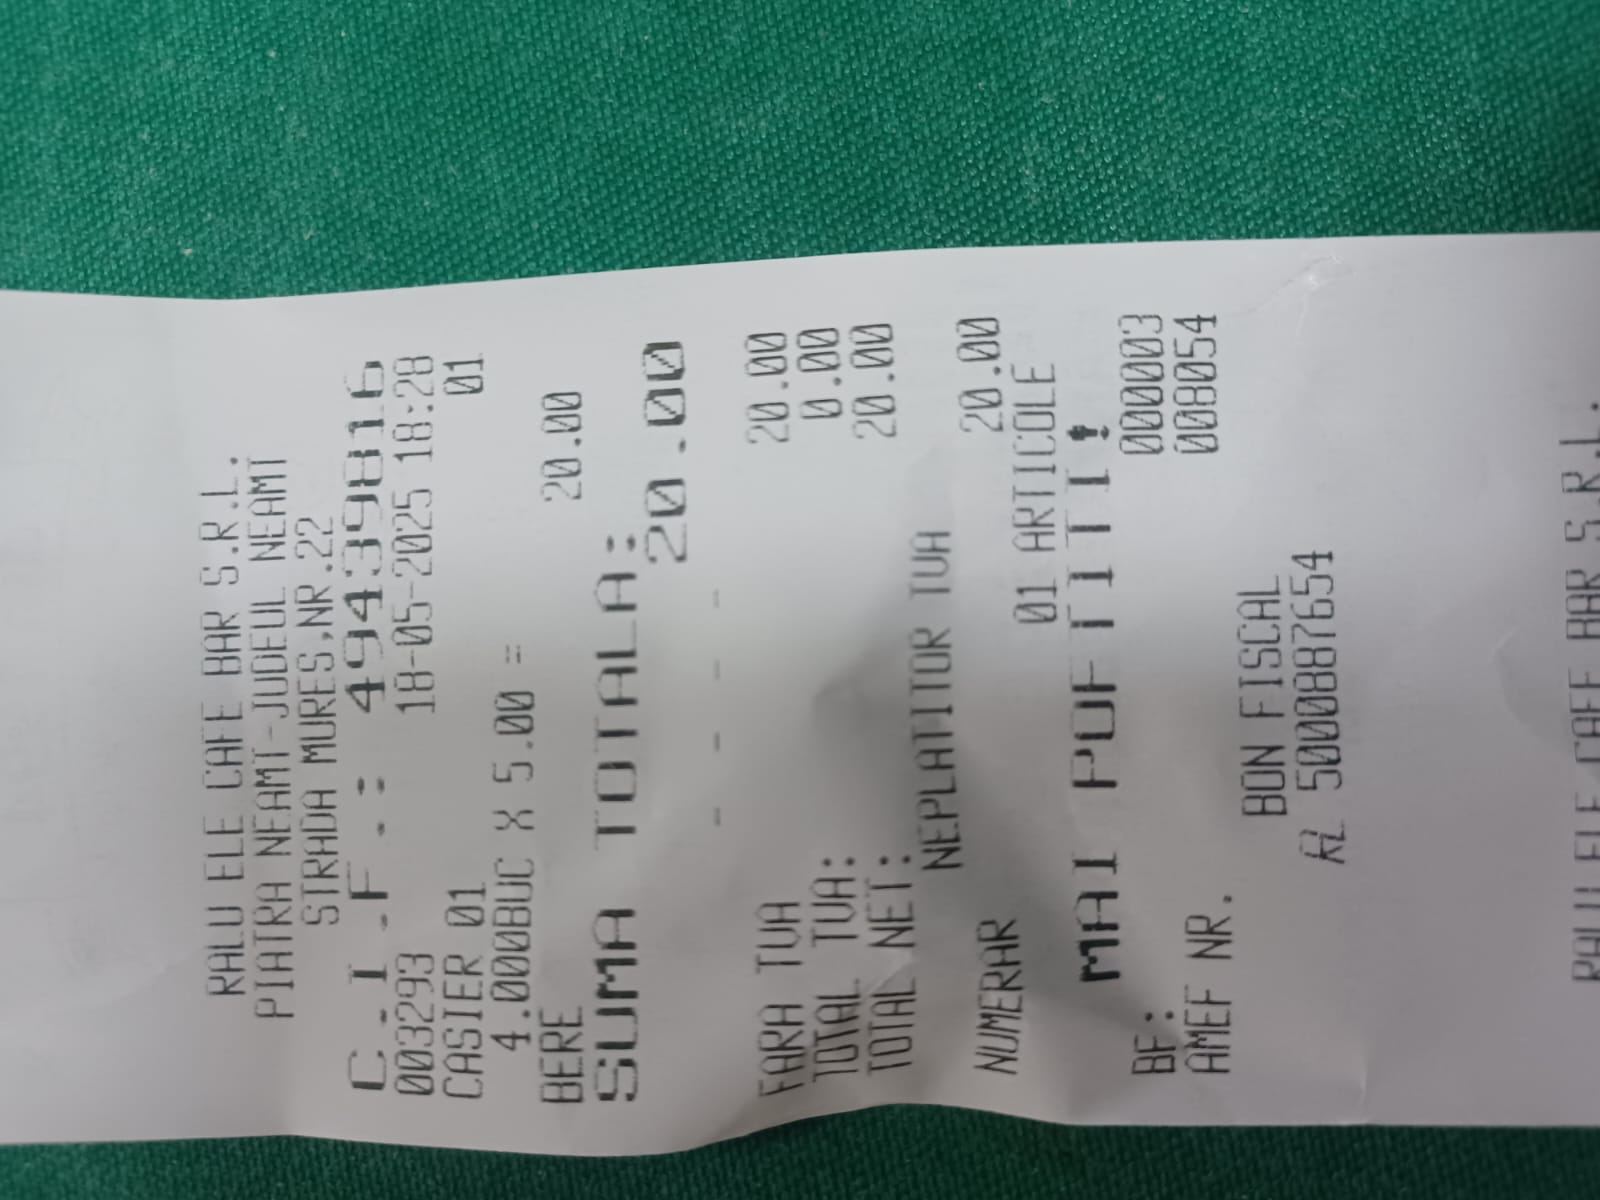 RALU ELE CAFE BAR S.R.L.
PIATRA NEAMT-JUDEUL NEAMT
STRADA MURES,NR.22
C.I.F.: 49439816
003293 18-05-2025 18:28
CASIER 01 01
4.000BUC X 5.00 =
BERE 20.00
SUMA TOTALA:
20.00
- - - -
FARA TVA 20.00
TOTAL TVA: 0.00
TOTAL NET: 20.00
NEPLATITOR TVA
NUMERAR 20.00
01 ARTICOLE
MAI POFTITI!
BF: 000003
AMEF NR. 008054
BON FISCAL
5000887654
RALU ELE CAFE BAR S.R.L.